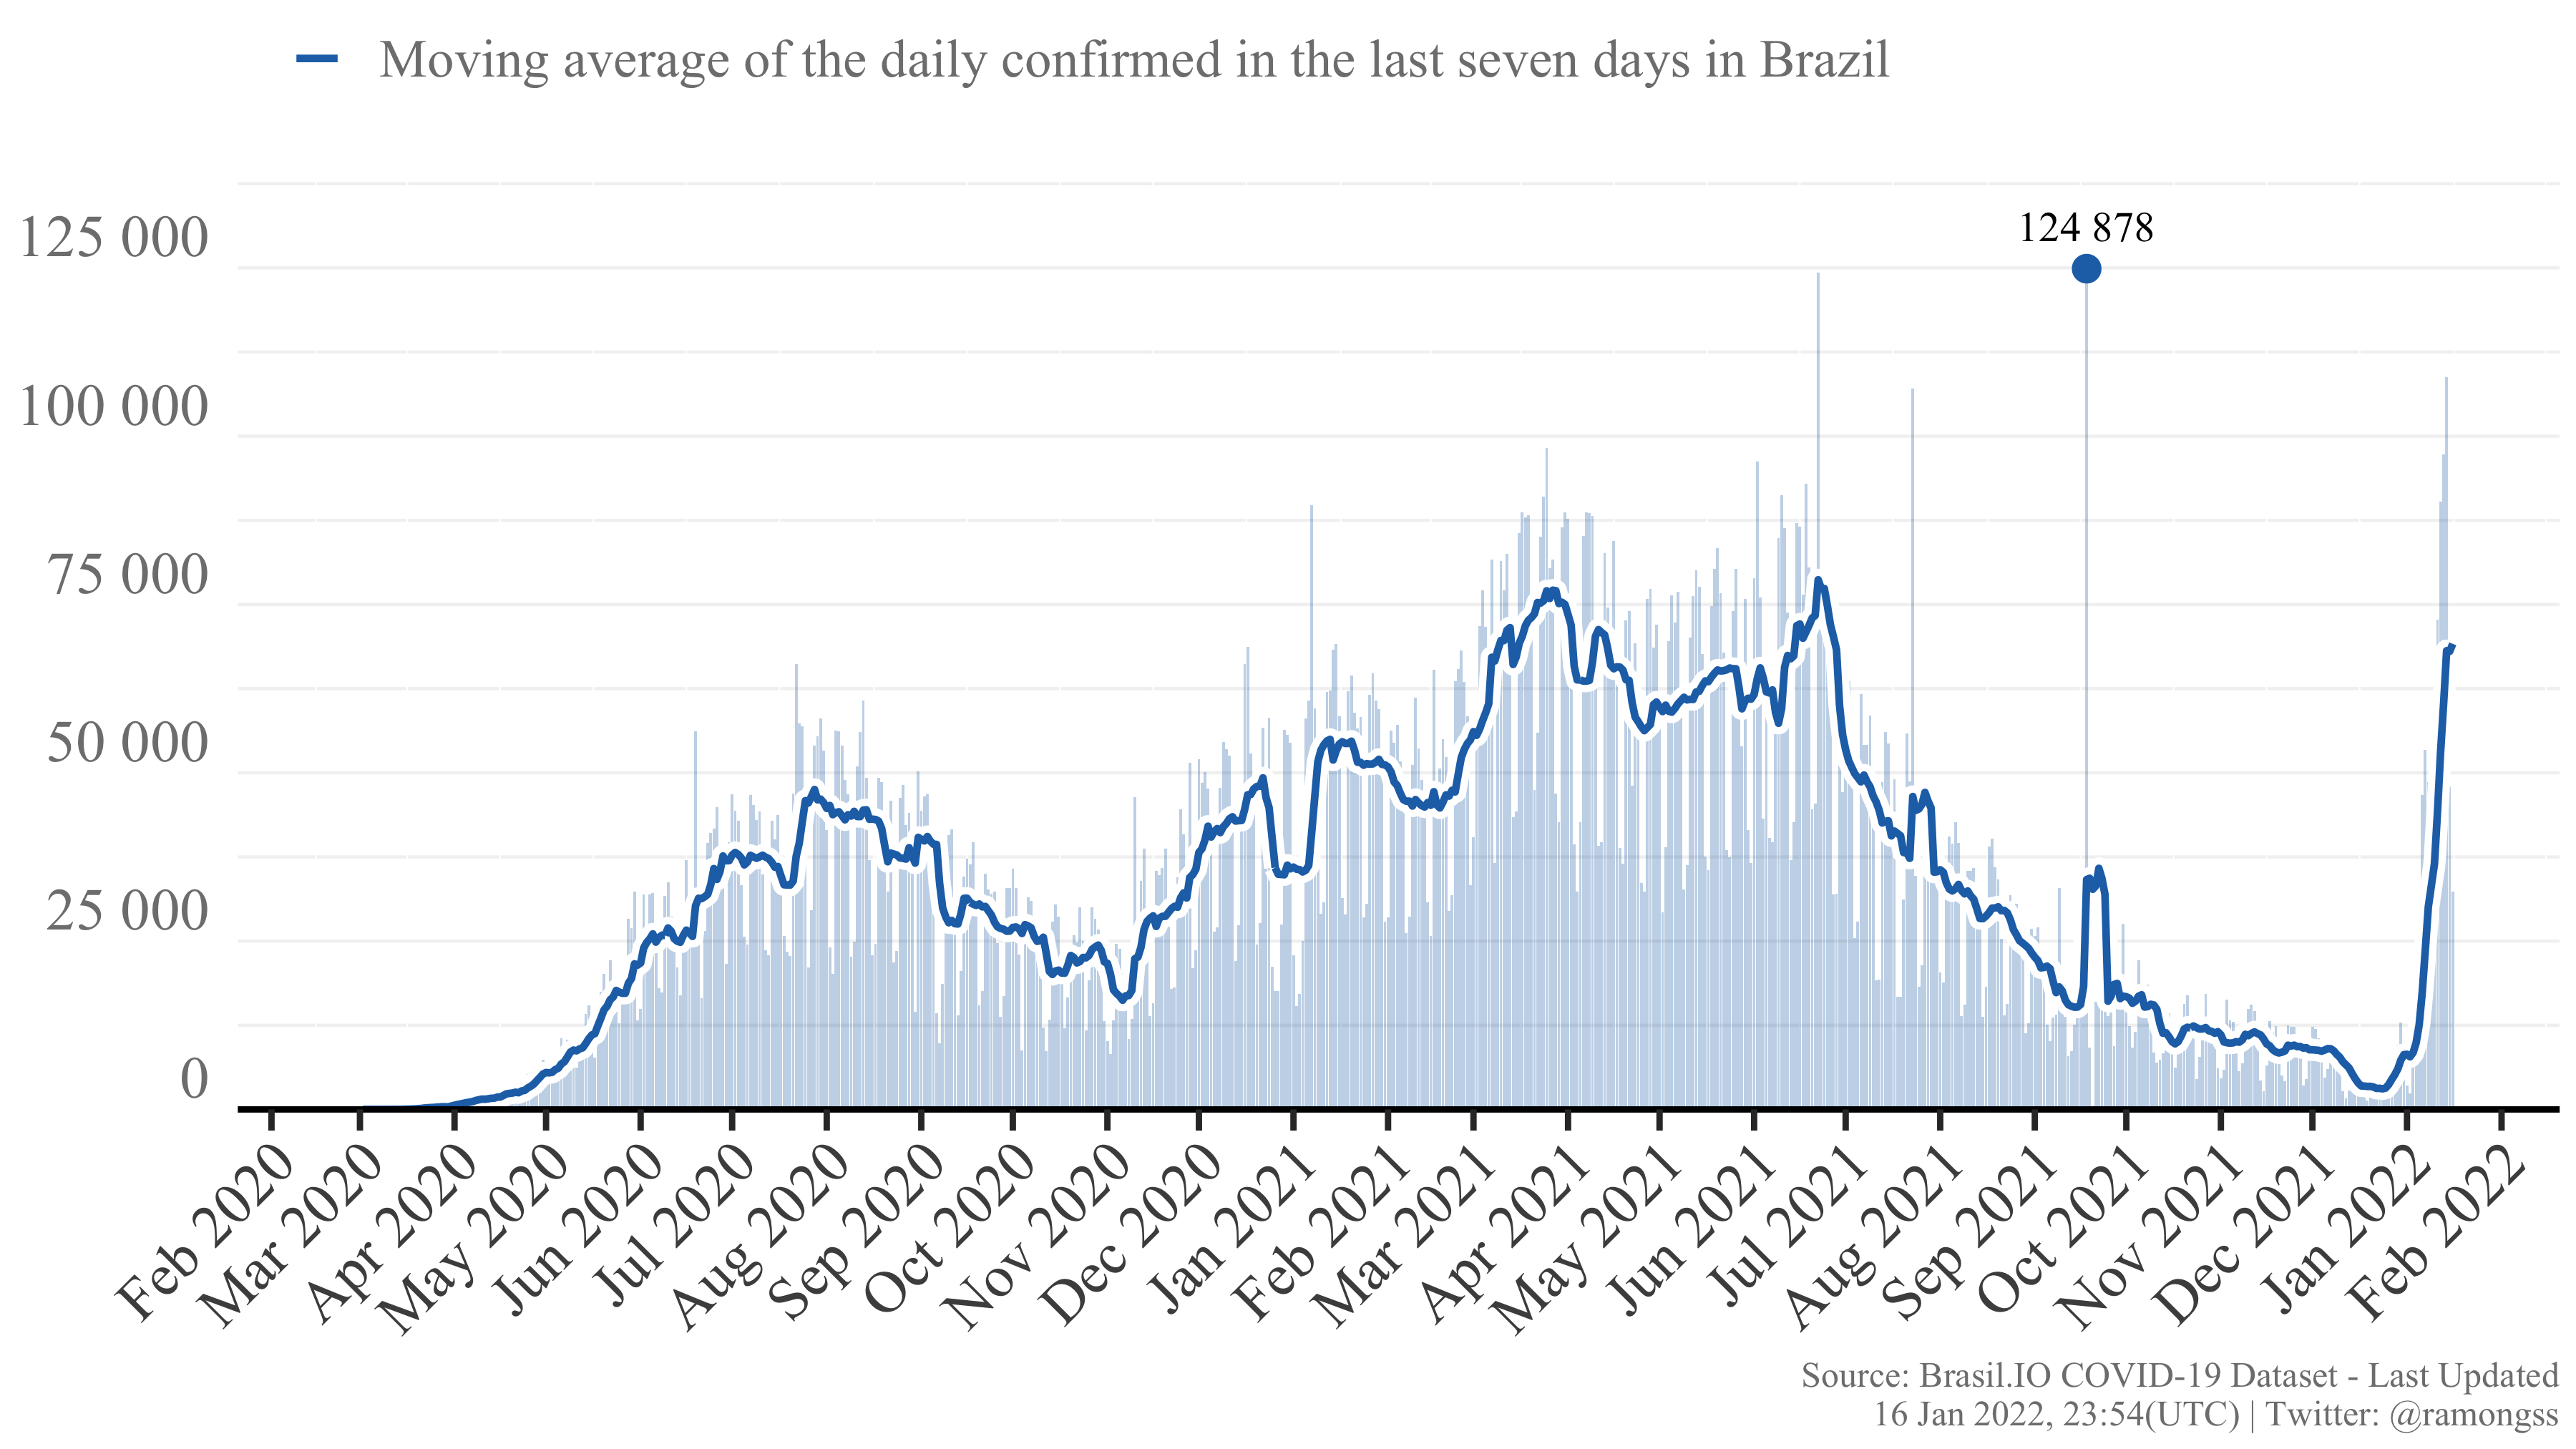 Moving average of the daily confirmed in the last seven days in Brazil
124 878
125 000
100 000
75 000
50 000
25 000
0
Feb 2020
Mar 2020
Apr 2020
May 2020
Jun 2020
Jul 2020
Aug 2020
Sep 2020
Oct 2020
Nov 2020
Dec 2020
Jan 2021
Feb 2021
Mar 2021
Apr 2021
May 2021
Jun 2021
Jul 2021
Aug 2021
Sep 2021
Oct 2021
Nov 2021
Dec 2021
Jan 2022
Feb 2022
Source: Brasil.IO COVID-19 Dataset - Last Updated
16 Jan 2022, 23:54(UTC) | Twitter: @ramongss